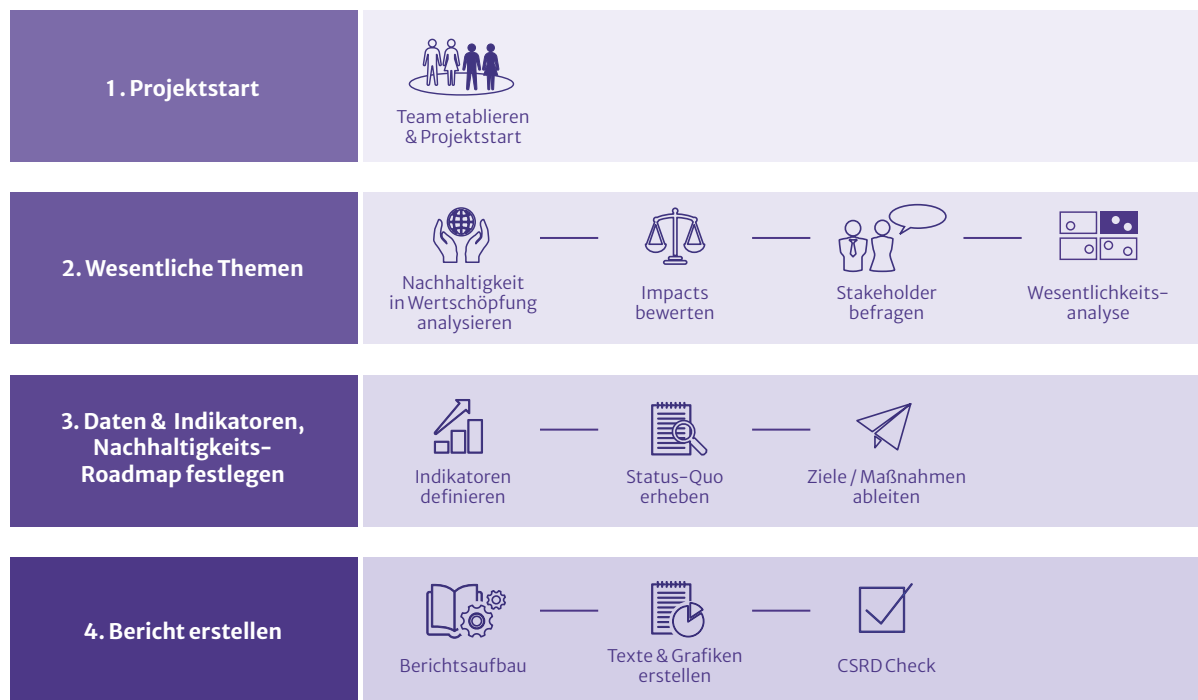 1. Projektstart
Team etablieren
& Projektstart
2. Wesentliche Themen
Nachhaltigkeit
in Wertschöpfung
analysieren
Impacts
bewerten
Stakeholder
befragen
Wesentlichkeits-
analyse
3. Daten & Indikatoren,
Nachhaltigkeits-
Roadmap festlegen
Indikatoren
definieren
Status-Quo
erheben
Ziele / Maßnahmen
ableiten
4. Bericht erstellen
Berichtsaufbau
Texte & Grafiken
erstellen
CSRD Check